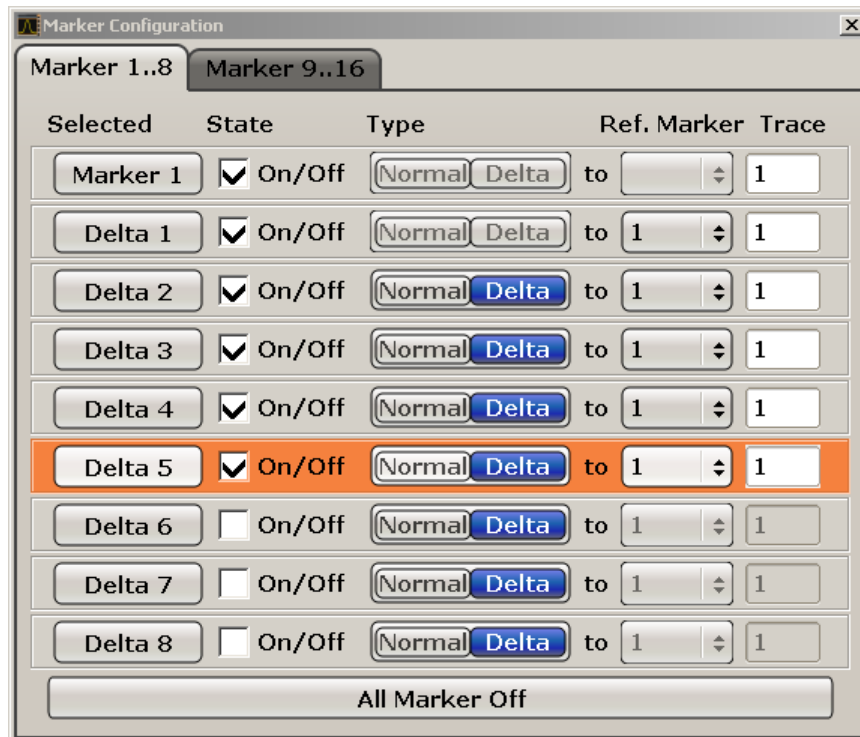 Marker Configuration
Marker 1..8 Marker 9..16
Selected State Type Ref. Marker Trace
Marker 1 On/Off Normal Delta to 1
Delta 1 On/Off Normal Delta to 1 1
Delta 2 On/Off Normal Delta to 1 1
Delta 3 On/Off Normal Delta to 1 1
Delta 4 On/Off Normal Delta to 1 1
Delta 5 On/Off Normal Delta to 1 1
Delta 6 On/Off Normal Delta to 1 1
Delta 7 On/Off Normal Delta to 1 1
Delta 8 On/Off Normal Delta to 1 1
All Marker Off